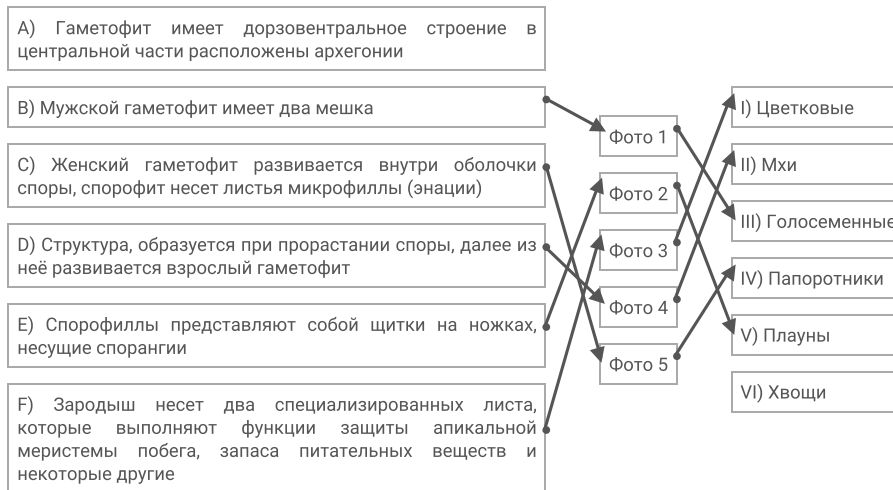 A) Гаметофит имеет дорзовентральное строение в
центральной части расположены архегонии
B) Мужской гаметофит имеет два мешка
C) Женский гаметофит развивается внутри оболочки
споры, спорофит несет листья микрофиллы (энации)
D) Структура, образуется при прорастании споры, далее из
неё развивается взрослый гаметофит
E) Спорофиллы представляют собой щитки на ножках,
несущие спорангии
F) Зародыш несет два специализированных листа,
которые выполняют функции защиты апикальной
меристемы побега, запаса питательных веществ и
некоторые другие
Фото 1
Фото 2
Фото 3
Фото 4
Фото 5
I) Цветковые
II) Мхи
III) Голосеменные
IV) Папоротники
V) Плауны
VI) Хвощи